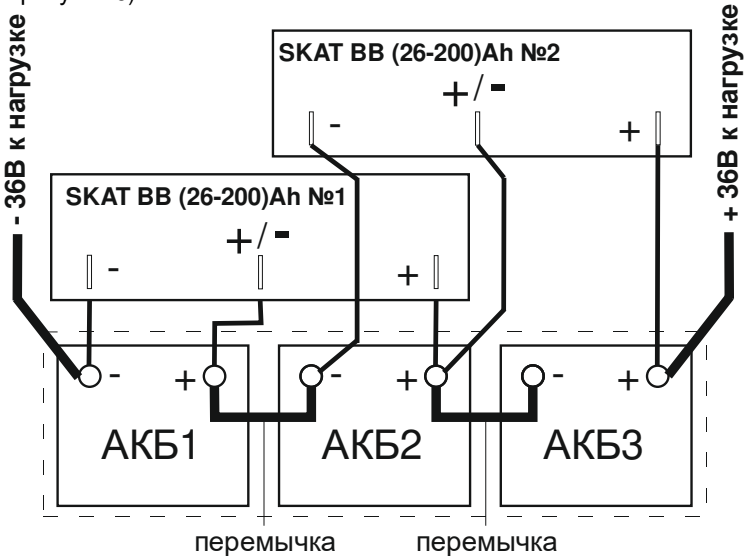 - 36В к нагрузке
+ 36В к нагрузке
SKAT BB (26-200)Ah №2
+/-
- +
SKAT BB (26-200)Ah №1
+/-
- +
- + - + - +
АКБ1 АКБ2 АКБ3
перемычка перемычка